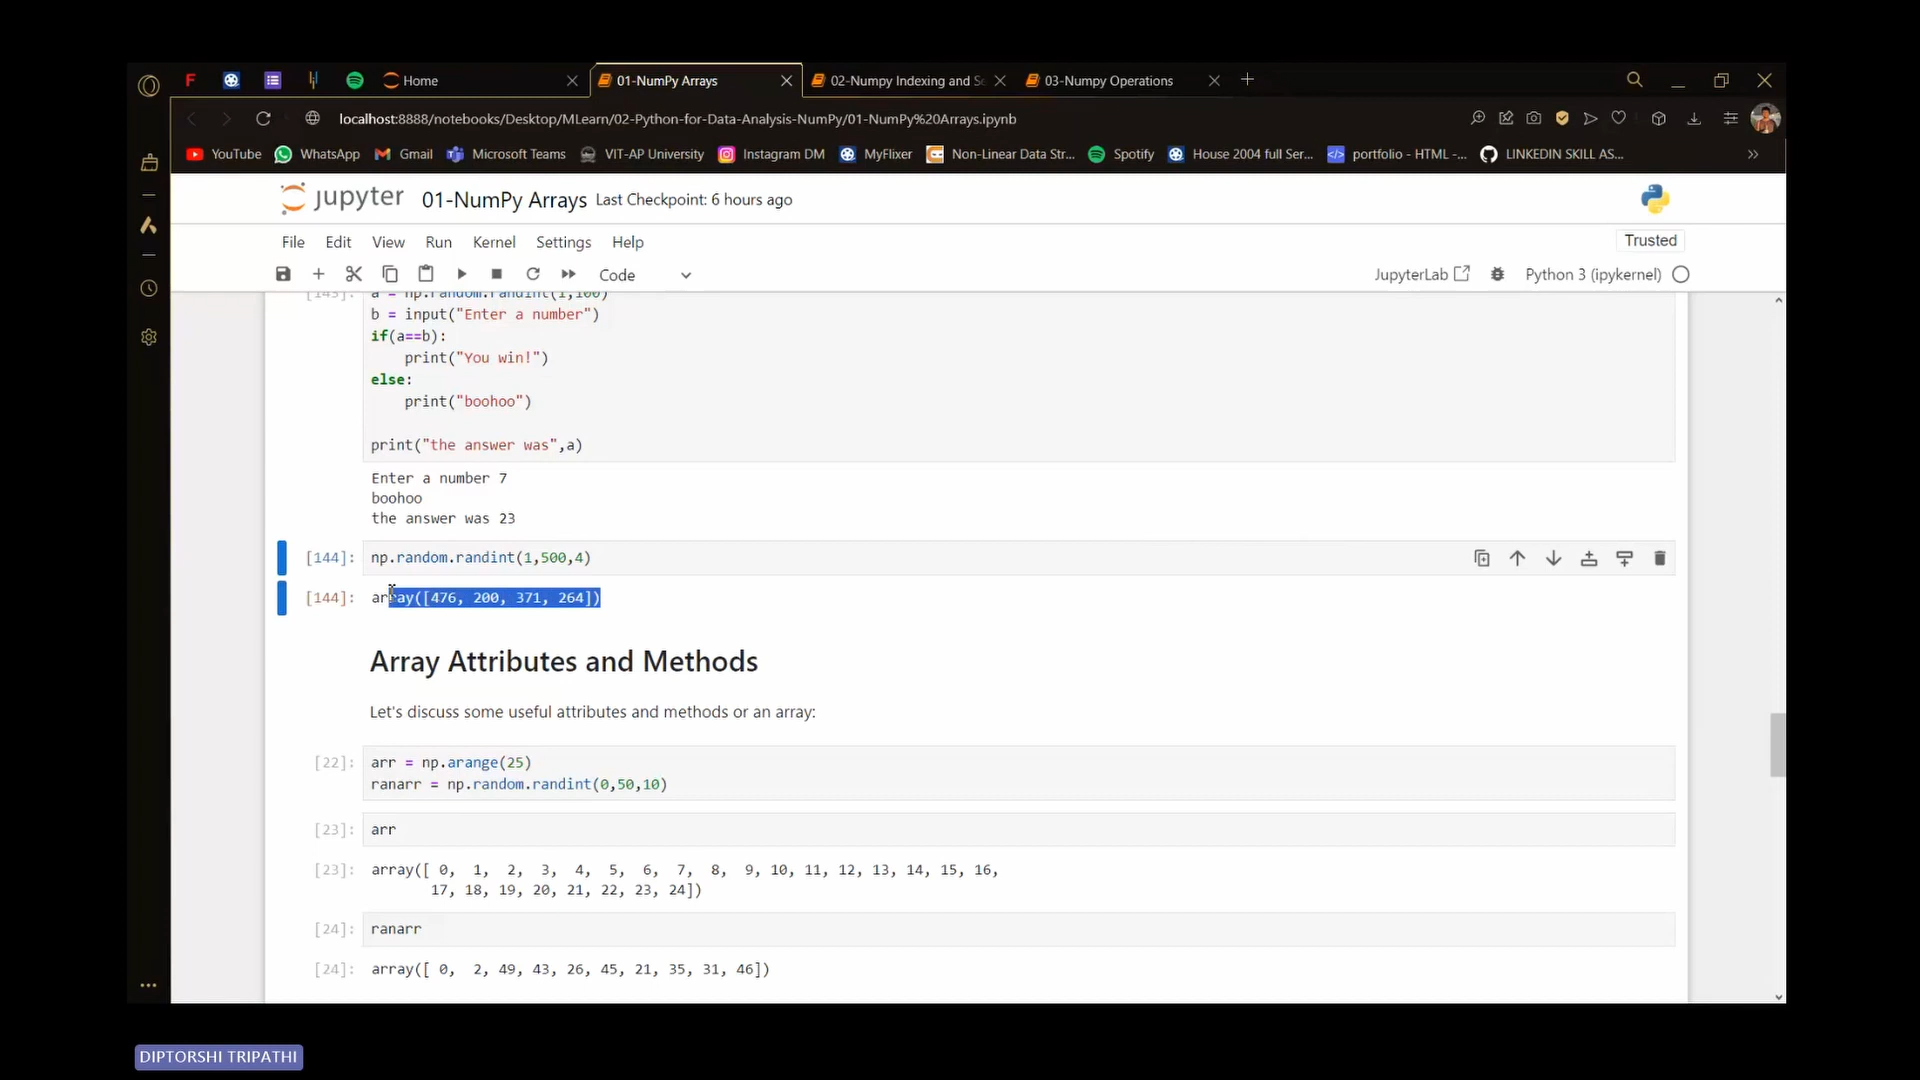 F
Home
01-NumPy Arrays
02-Numpy Indexing and Se
03-Numpy Operations
localhost:8888/notebooks/Desktop/MLearn/02-Python-for-Data-Analysis-NumPy/01-NumPy%20Arrays.ipynb
YouTube
WhatsApp
Gmail
Microsoft Teams
VIT-AP University
Instagram DM
MyFlixer
Non-Linear Data Str...
Spotify
House 2004 full Ser...
portfolio - HTML -...
LINKEDIN SKILL AS...
jupyter 01-NumPy Arrays Last Checkpoint: 6 hours ago
File Edit View Run Kernel Settings Help
Trusted
Code
JupyterLab
Python 3 (ipykernel)
[143]: a = np.random.randint(1,100)
b = input("Enter a number")
if(a==b):
    print("You win!")
else:
    print("boohoo")
print("the answer was",a)
Enter a number 7
boohoo
the answer was 23
[144]: np.random.randint(1,500,4)
[144]: array([476, 200, 371, 264])
Array Attributes and Methods
Let's discuss some useful attributes and methods or an array:
[22]: arr = np.arange(25)
ranarr = np.random.randint(0,50,10)
[23]: arr
[23]: array([ 0, 1, 2, 3, 4, 5, 6, 7, 8, 9, 10, 11, 12, 13, 14, 15, 16,
17, 18, 19, 20, 21, 22, 23, 24])
[24]: ranarr
[24]: array([ 0, 2, 49, 43, 26, 45, 21, 35, 31, 46])
DIPTORSHI TRIPATHI